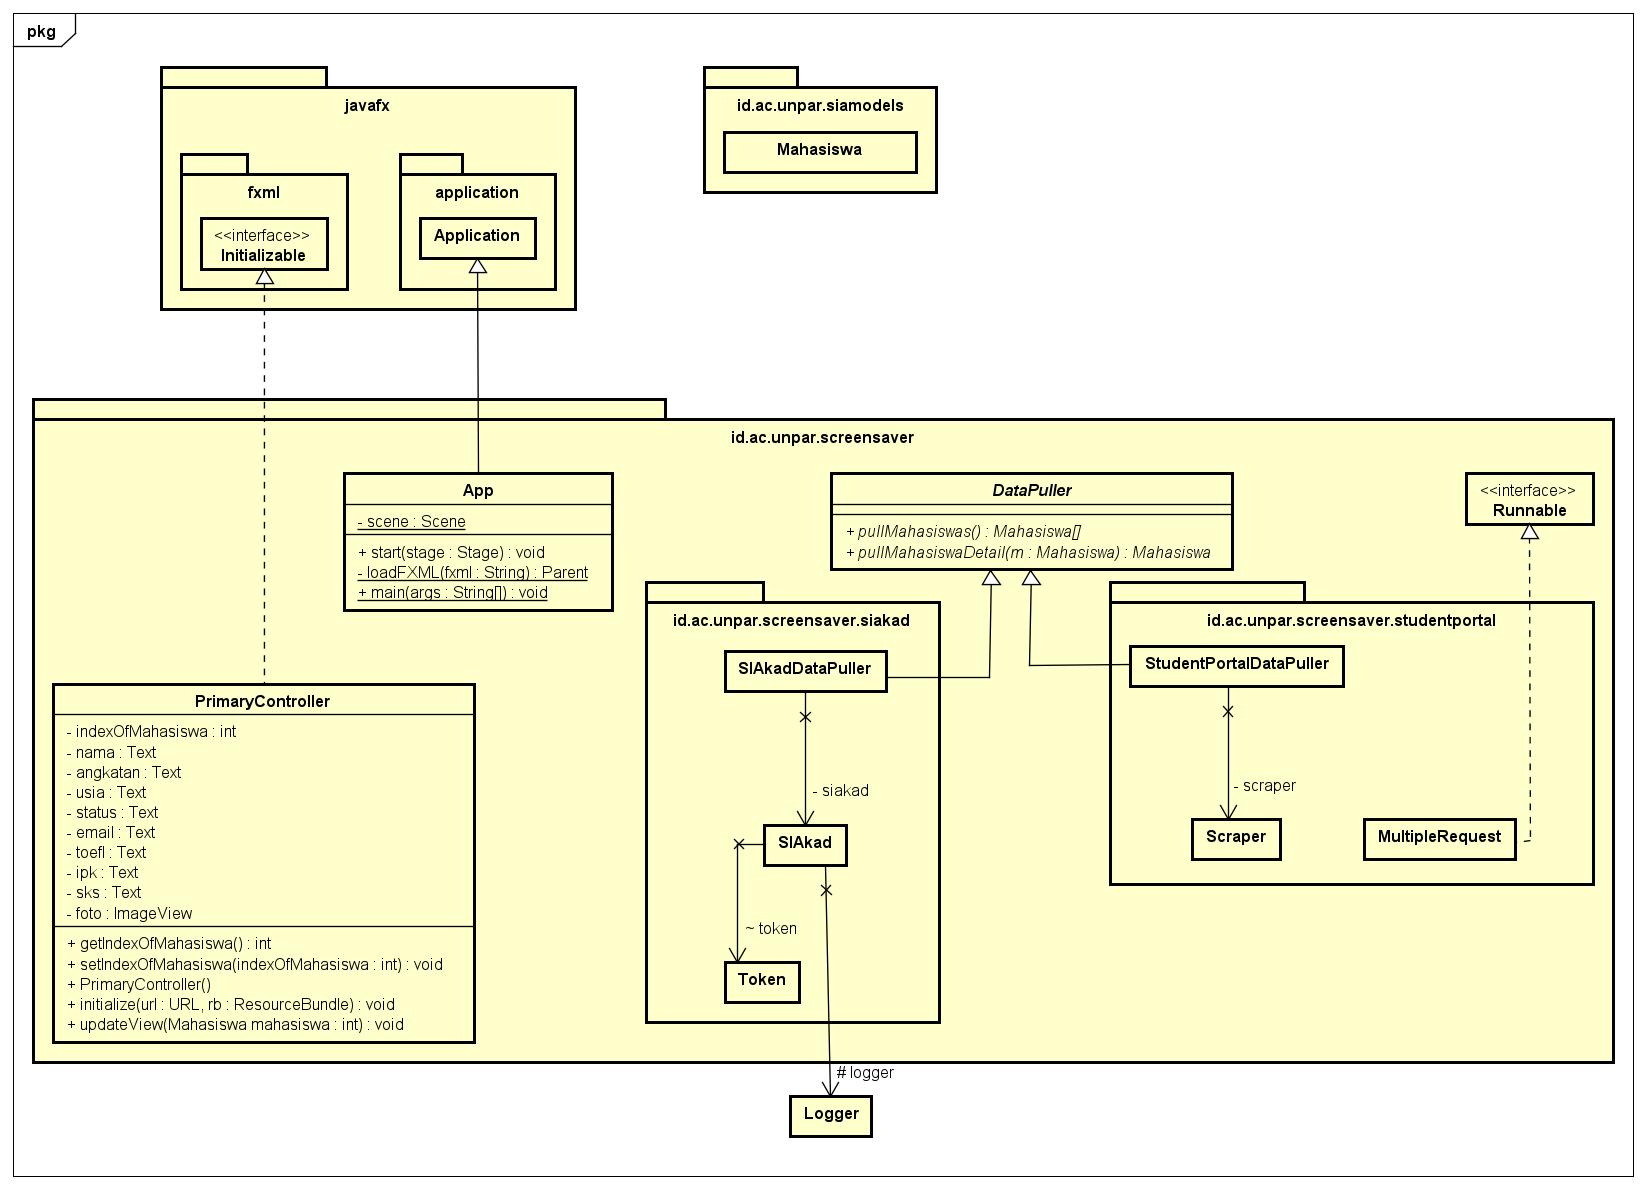 pkg
javafx
fxml
<<interface>>
Initializable
application
Application
id.ac.unpar.siamodels
Mahasiswa
id.ac.unpar.screensaver
App
- scene : Scene
+ start(stage : Stage) : void
- loadFXML(fxml : String) : Parent
+ main(args : String[]) : void
DataPuller
+ pullMahasiswas() : Mahasiswa[]
+ pullMahasiswaDetail(m : Mahasiswa) : Mahasiswa
<<interface>>
Runnable
id.ac.unpar.screensaver.siakad
SIAkadDataPuller
- siakad
SIAkad
~ token
Token
id.ac.unpar.screensaver.studentportal
StudentPortalDataPuller
- scraper
Scraper
MultipleRequest
PrimaryController
- indexOfMahasiswa : int
- nama : Text
- angkatan : Text
- usia : Text
- status : Text
- email : Text
- toefl : Text
- ipk : Text
- sks : Text
- foto : ImageView
+ getIndexOfMahasiswa() : int
+ setIndexOfMahasiswa(indexOfMahasiswa : int) : void
+ PrimaryController()
+ initialize(url : URL, rb : ResourceBundle) : void
+ updateView(Mahasiswa mahasiswa : int) : void
# logger
Logger